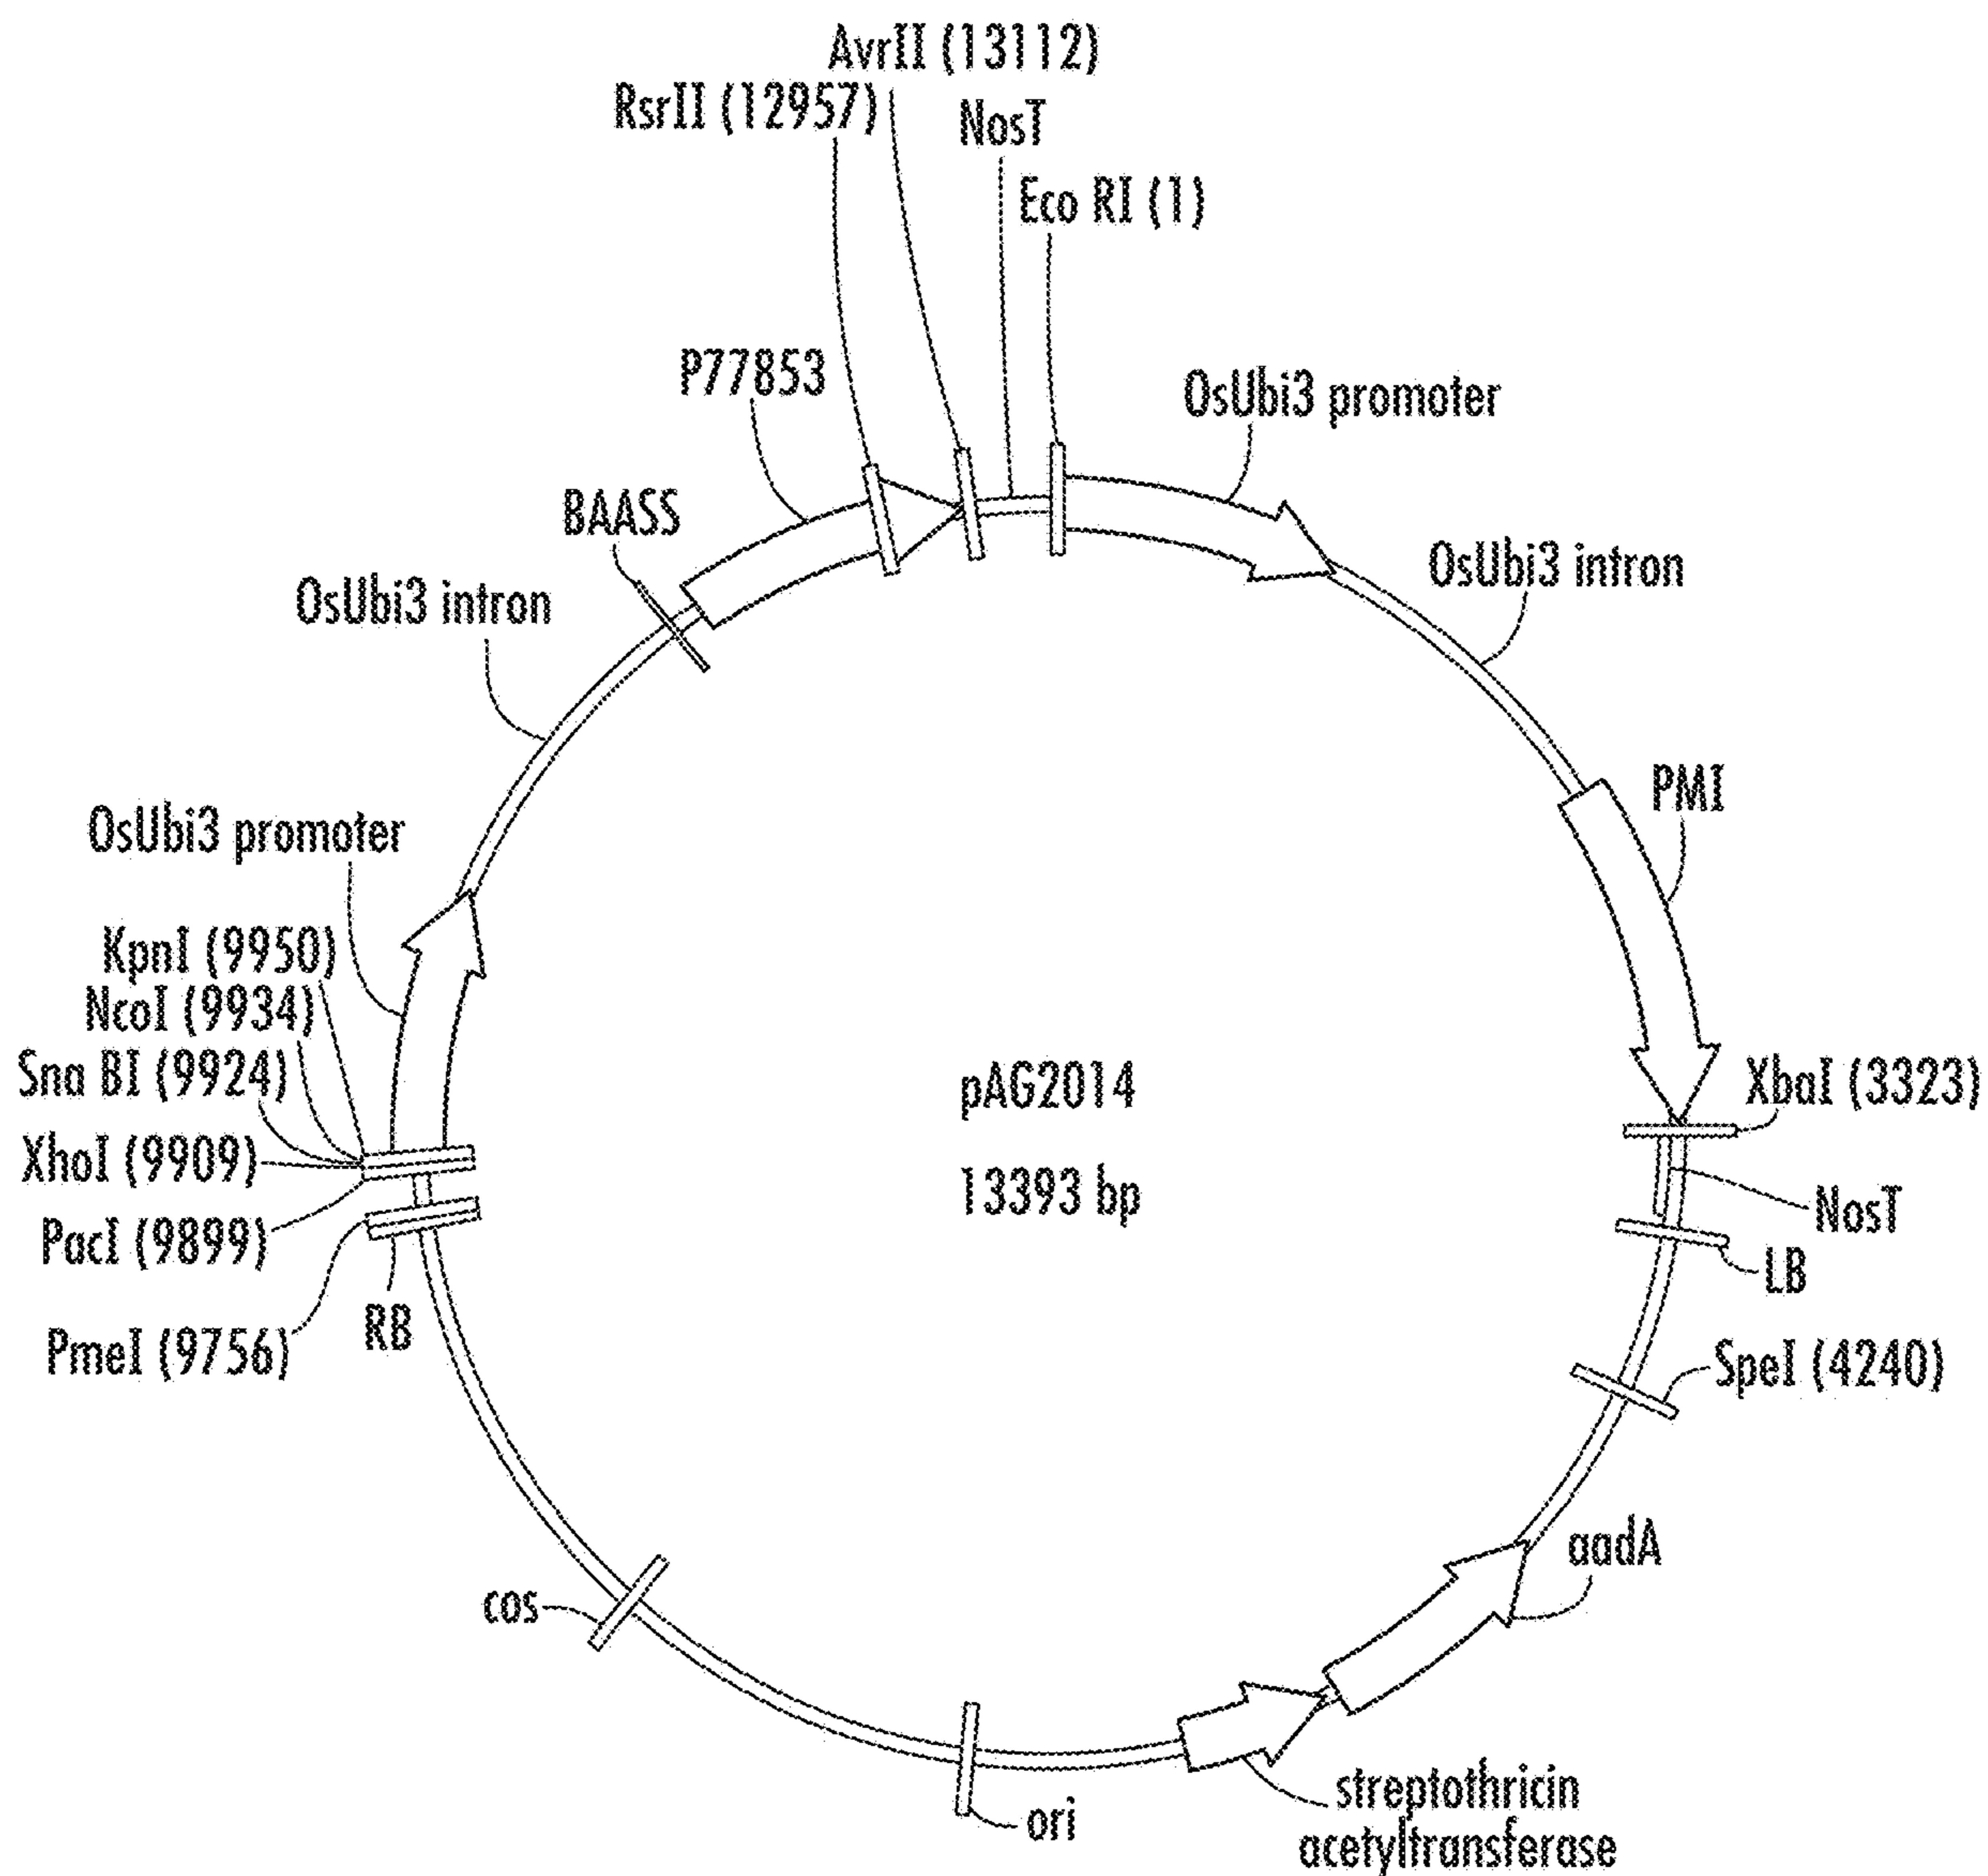 AvrII (13112)
RsrII (12957)
NosT
Eco RI (1)
P77853
OsUbi3 promoter
BAASS
OsUbi3 intron
OsUbi3 intron
PMI
OsUbi3 promoter
KpnI (9950)
NcoI (9934)
Sna BI (9924)
XhoI (9909)
PacI (9899)
PmeI (9756)
RB
pAG2014
13393 bp
XbaI (3323)
NosT
LB
SpeI (4240)
aadA
cos
ori
streptothricin
acetyltransferase